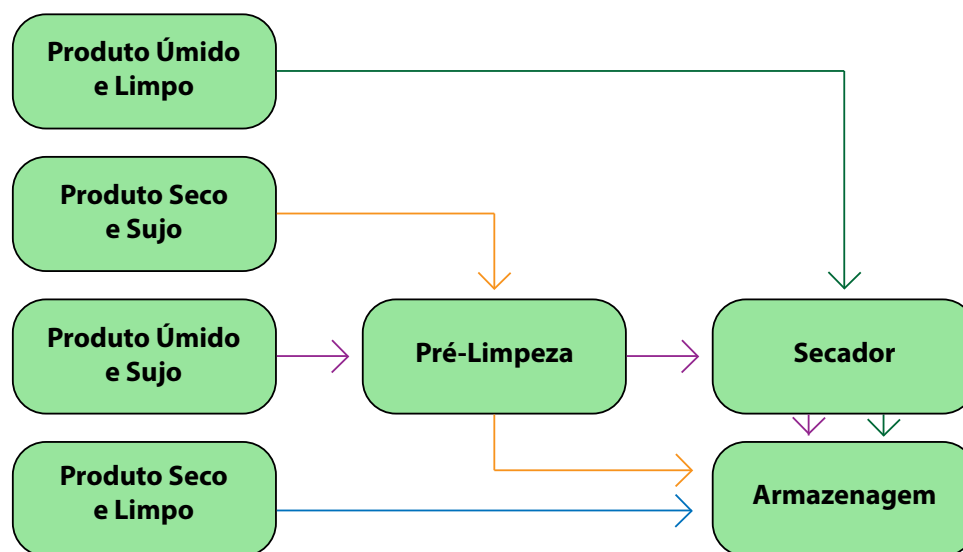 Produto Úmido
e Limpo
Produto Seco
e Sujo
Produto Úmido
e Sujo
Pré-Limpeza
Secador
Produto Seco
e Limpo
Armazenagem